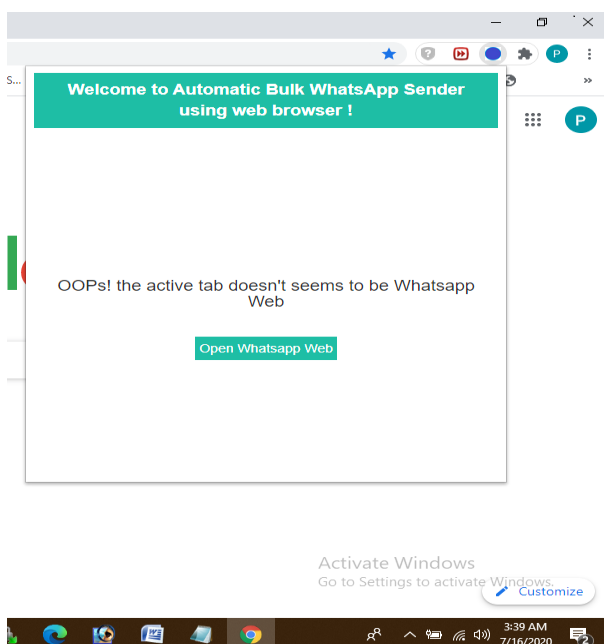 S...
»
Welcome to Automatic Bulk WhatsApp Sender
using web browser !
P
P
OOPs! the active tab doesn't seems to be Whatsapp
Web
Open Whatsapp Web
Activate Windows
Go to Settings to activate Windows.
Customize
3:39 AM
7/16/2020
2